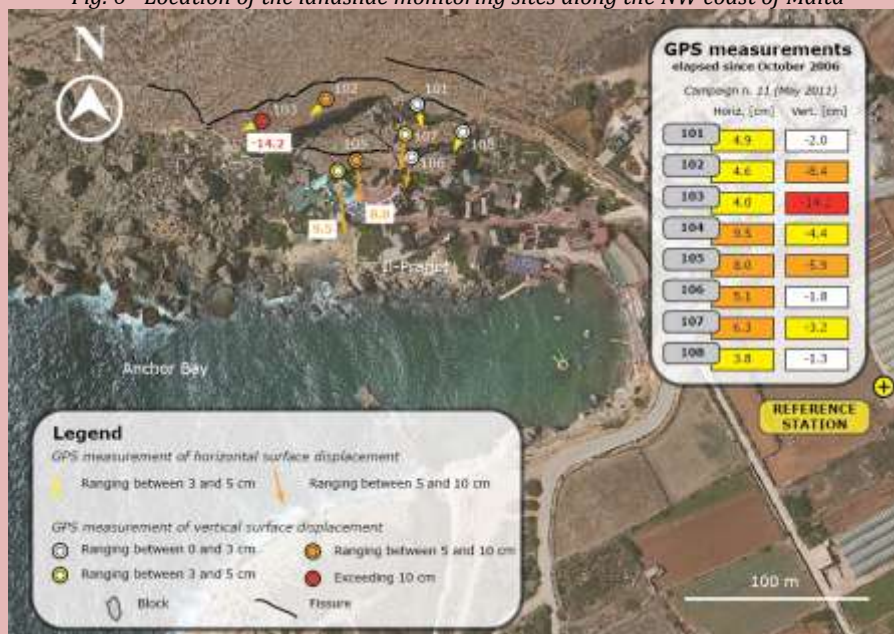 Fig. 6 - Location of the landslide monitoring sites along the NW coast of Malta
N
GPS measurements
elapsed since October 2006
Campaign n. 11 (May 2011)
Horiz. [cm] Vert. [cm]
101 4.9 -2.0
102 4.6 -8.4
103 4.0 -14.2
104 9.5 -4.4
105 8.0 -5.9
106 5.1 -1.8
107 6.3 -3.2
108 3.8 -1.3
102
101
103
107
108
-14.2
105
106
9.5
8.0
Anchor Bay
REFERENCE
STATION
Legend
GPS measurement of horizontal surface displacement
Ranging between 3 and 5 cm
Ranging between 5 and 10 cm
GPS measurement of vertical surface displacement
Ranging between 0 and 3 cm
Ranging between 5 and 10 cm
Ranging between 3 and 5 cm
Exceeding 10 cm
Block
Fissure
100 m